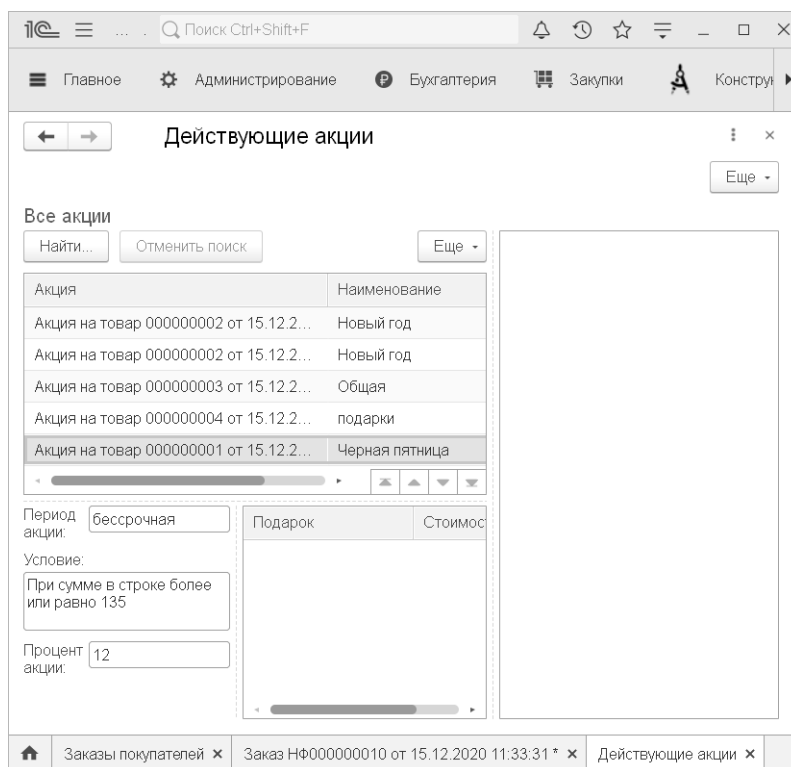 1С ... . Поиск Ctrl+Shift+F
Главное Администрирование Бухгалтерия Закупки Констру
Действующие акции
Еще
Все акции
Найти... Отменить поиск Еще
Акция Наименование
Акция на товар 000000002 от 15.12.2... Новый год
Акция на товар 000000002 от 15.12.2... Новый год
Акция на товар 000000003 от 15.12.2... Общая
Акция на товар 000000004 от 15.12.2... подарки
Акция на товар 000000001 от 15.12.2... Черная пятница
Период акции: бессрочная
Подарок Стоимос
Условие:
При сумме в строке более
или равно 135
Процент акции: 12
Заказы покупателей Заказ НФ000000010 от 15.12.2020 11:33:31 * Действующие акции